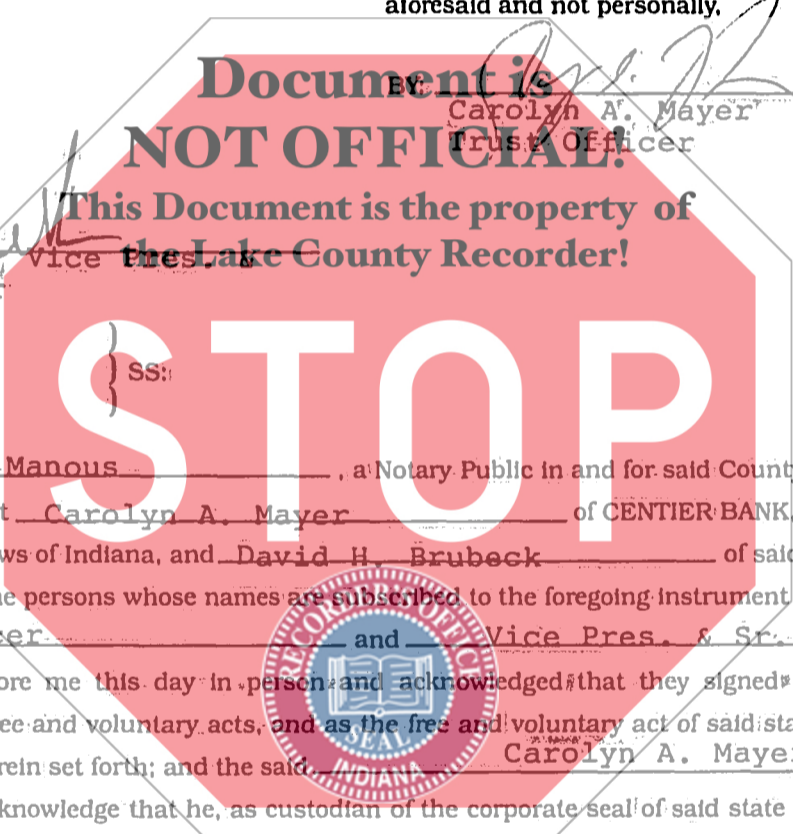 aforesaid and not personally,
Document is
BY:
Carolyn A. Mayer
NOT OFFICIAL!
Trust Officer
This Document is the property of
the Lake County Recorder!
Vice Pres. &
STOP
SS:
Manous , a Notary Public in and for said County
t Carolyn A. Mayer of CENTIER BANK,
ws of Indiana, and David H. Brubeck of said
e persons whose names are subscribed to the foregoing instrument
cer and Vice Pres. & Sr.
ore me this day in person and acknowledged that they signed
ee and voluntary acts, and as the free and voluntary act of said sta
rein set forth; and the said Carolyn A. Maye
knowledge that he, as custodian of the corporate seal of said state
RECORDER'S OFFICE
SEAL
INDIANA